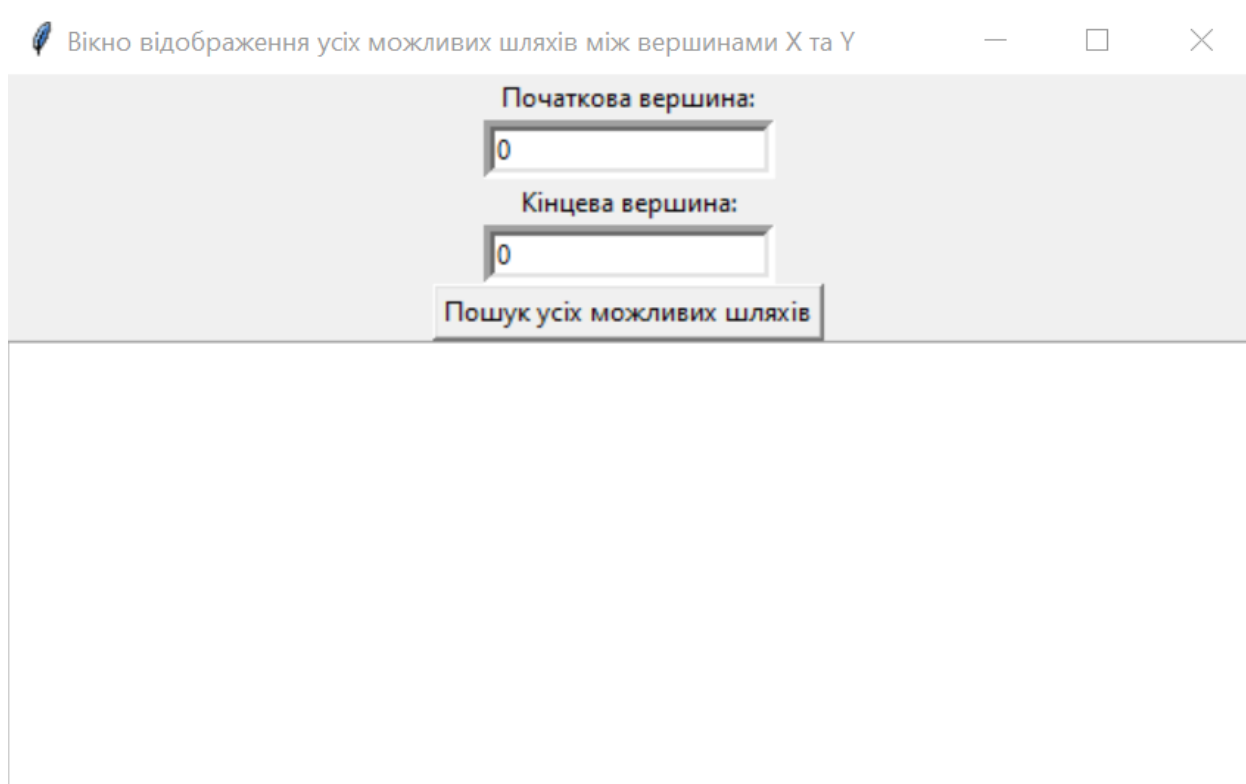 Вікно відображення усіх можливих шляхів між вершинами X та Y
Початкова вершина:
0
Кінцева вершина:
0
Пошук усіх можливих шляхів